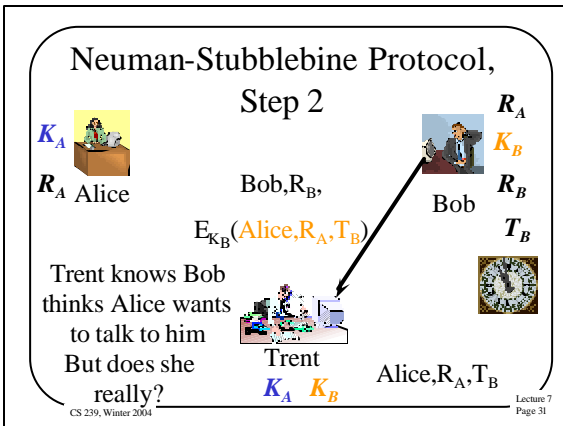 Neuman-Stubblebine Protocol,
Step 2
K_A
R_A Alice
Bob,R_B,
E_K_B(Alice,R_A,T_B)
R_A
K_B
R_B
Bob
T_B
Trent knows Bob
thinks Alice wants
to talk to him
But does she
really?
Trent
K_A K_B
Alice,R_A,T_B
CS 239, Winter 2004
Lecture 7
Page 31